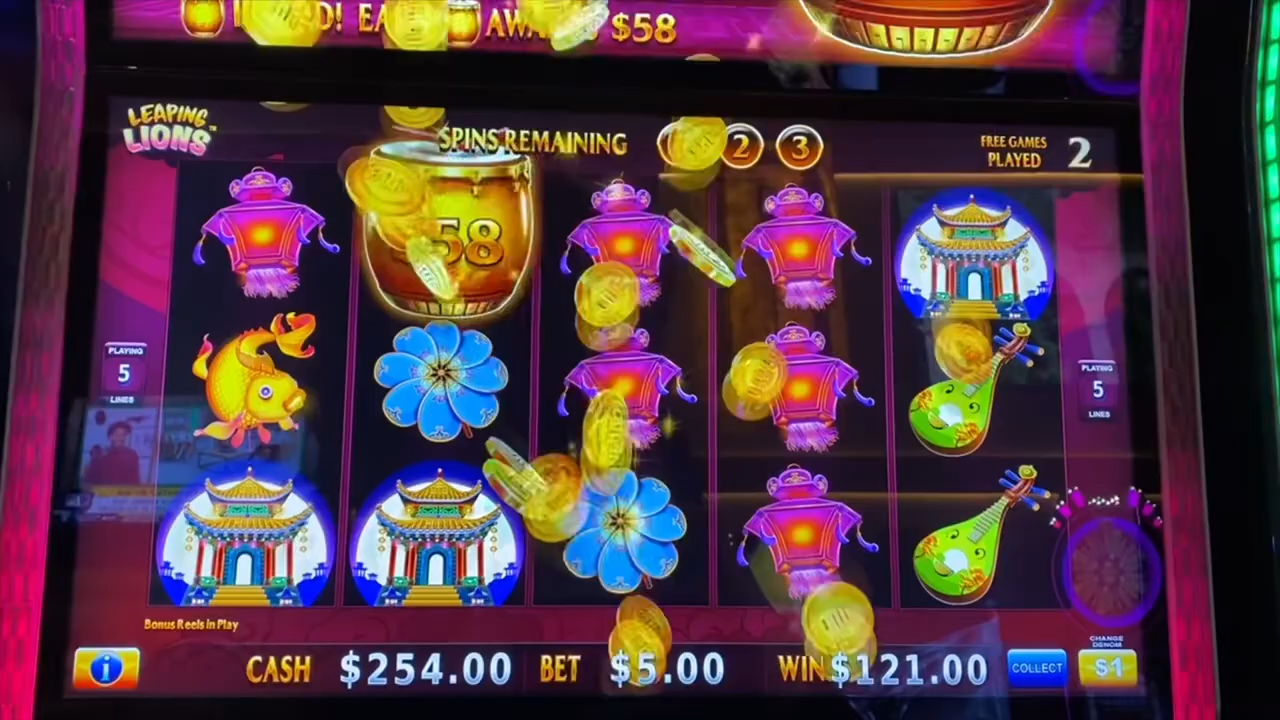 $58
LEAPING
LIONS™
SPINS REMAINING
2
3
FREE GAMES
PLAYED
2
58
PLAYING
5
LINES
PLAYING
5
LINES
Bonus Reels in Play
CASH $254.00 BET $5.00 WIN $121.00
COLLECT
CHANGE
DENOM
$1